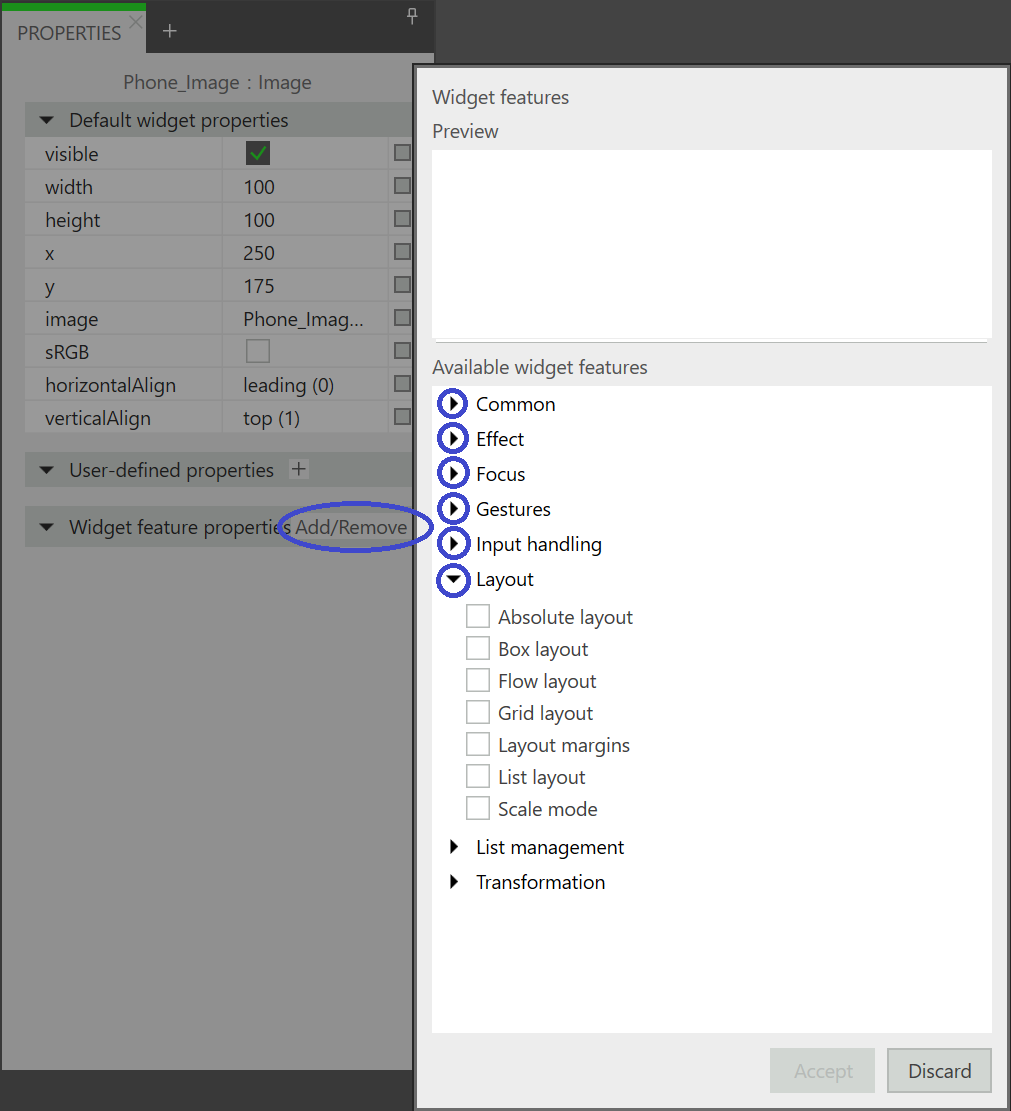 PROPERTIES
Phone_Image : Image
Default widget properties
visible
width 100
height 100
x 250
y 175
image Phone_Imag...
sRGB
horizontalAlign leading (0)
verticalAlign top (1)
User-defined properties +
Widget feature properties Add/Remove
Widget features
Preview
Available widget features
Common
Effect
Focus
Gestures
Input handling
Layout
Absolute layout
Box layout
Flow layout
Grid layout
Layout margins
List layout
Scale mode
List management
Transformation
Accept Discard